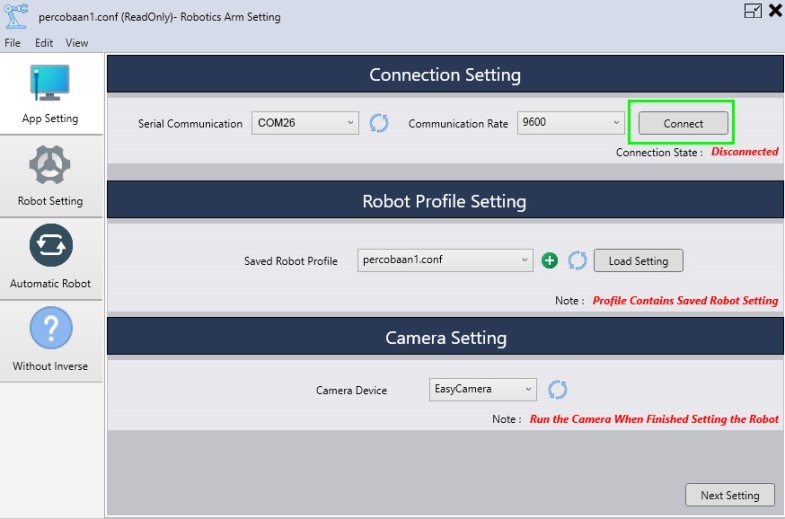 percobaan1.conf (ReadOnly)- Robotics Arm Setting
File Edit View
App Setting
Robot Setting
Automatic Robot
Without Inverse
Connection Setting
Serial Communication COM26 Communication Rate 9600 Connect
Connection State : Disconnected
Robot Profile Setting
Saved Robot Profile percobaan1.conf Load Setting
Note : Profile Contains Saved Robot Setting
Camera Setting
Camera Device EasyCamera
Note : Run the Camera When Finished Setting the Robot
Next Setting